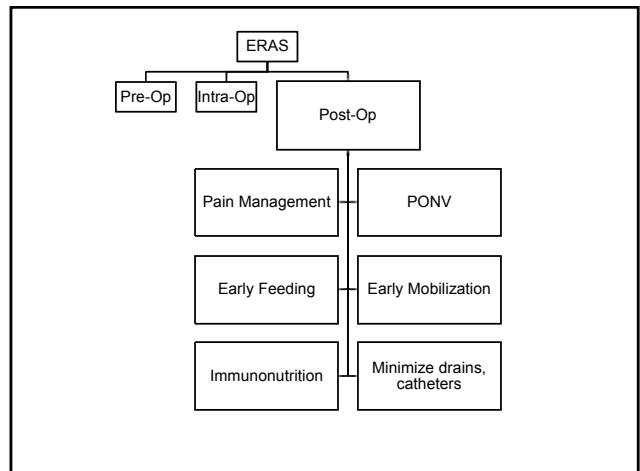 ERAS
Pre-Op
Intra-Op
Post-Op
Pain Management
PONV
Early Feeding
Early Mobilization
Immunonutrition
Minimize drains,
catheters